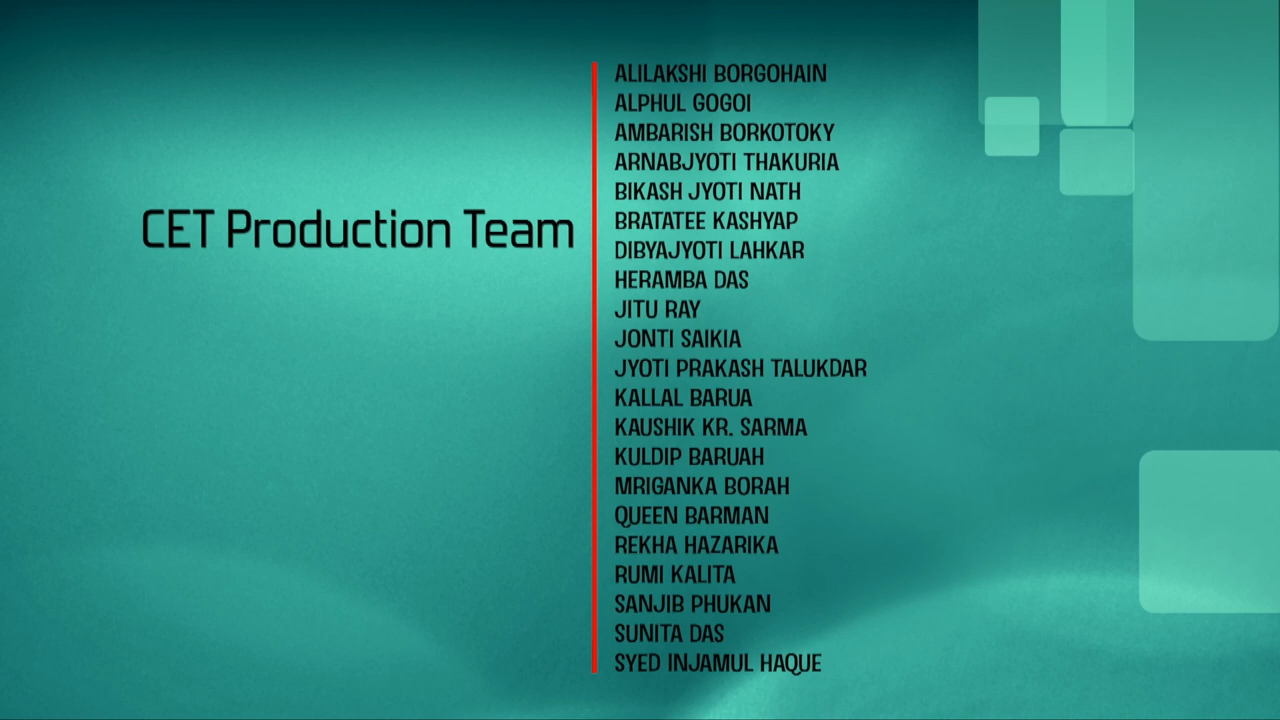 CET Production Team
ALILAKSHI BORGOHAIN
ALPHUL GOGOI
AMBARISH BORKOTOKY
ARNABJYOTI THAKURIA
BIKASH JYOTI NATH
BRATATEE KASHYAP
DIBYAJYOTI LAHKAR
HERAMBA DAS
JITU RAY
JONTI SAIKIA
JYOTI PRAKASH TALUKDAR
KALLAL BARUA
KAUSHIK KR. SARMA
KULDIP BARUAH
MRIGANKA BORAH
QUEEN BARMAN
REKHA HAZARIKA
RUMI KALITA
SANJIB PHUKAN
SUNITA DAS
SYED INJAMUL HAQUE